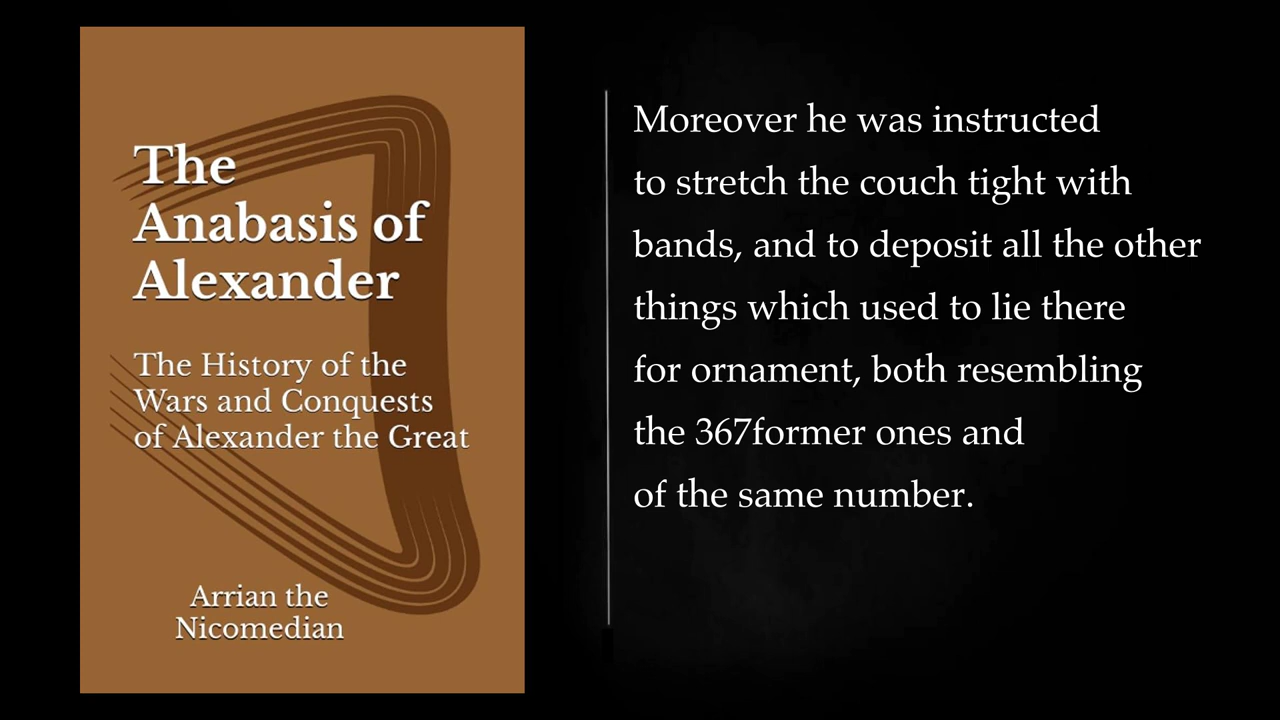 The
Anabasis of
Alexander
The History of the
Wars and Conquests
of Alexander the Great
Arrian the
Nicomedian
Moreover he was instructed
to stretch the couch tight with
bands, and to deposit all the other
things which used to lie there
for ornament, both resembling
the 367former ones and
of the same number.